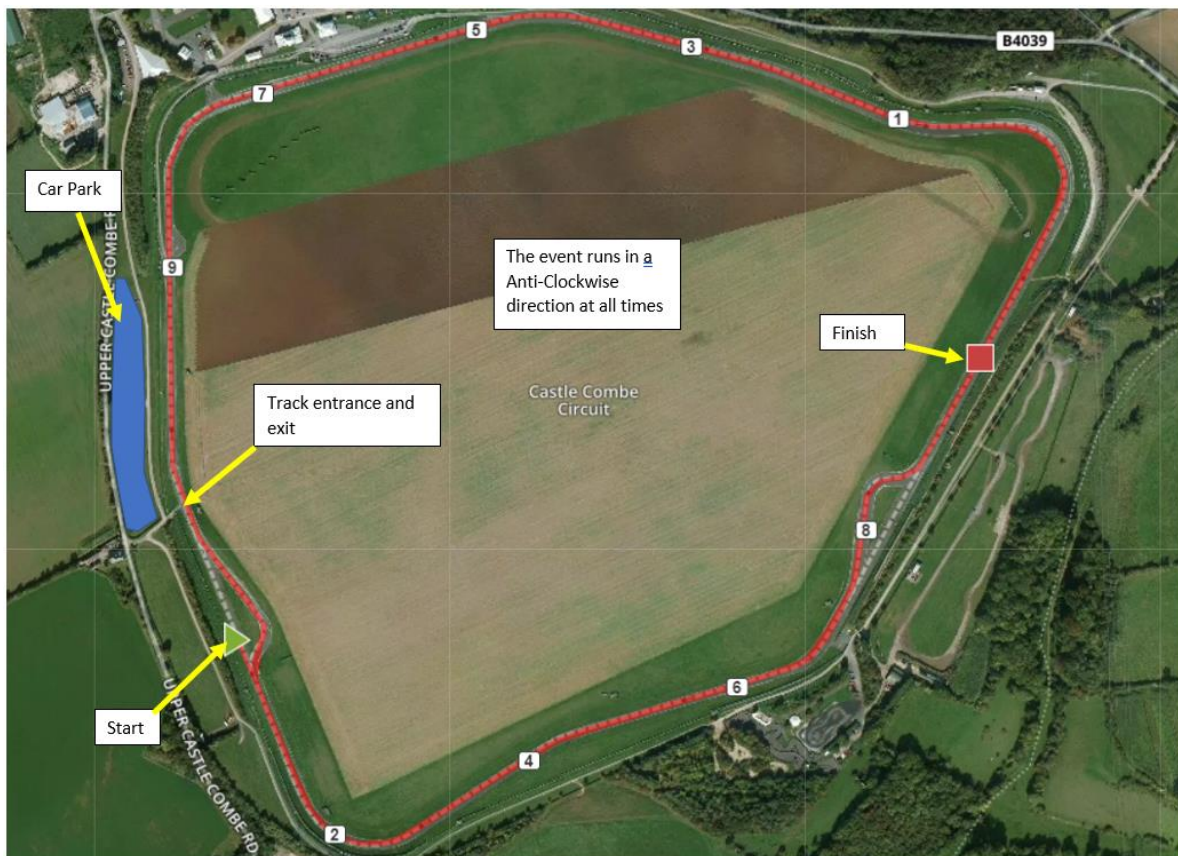 5
3
B4039
7
1
Car Park
UPPER CASTLE COMBE R
9
The event runs in a
Anti-Clockwise
direction at all times
Finish
Castle Combe
Circuit
Track entrance and
exit
8
Start
UPPER CASTLE COMBE RD
6
4
2